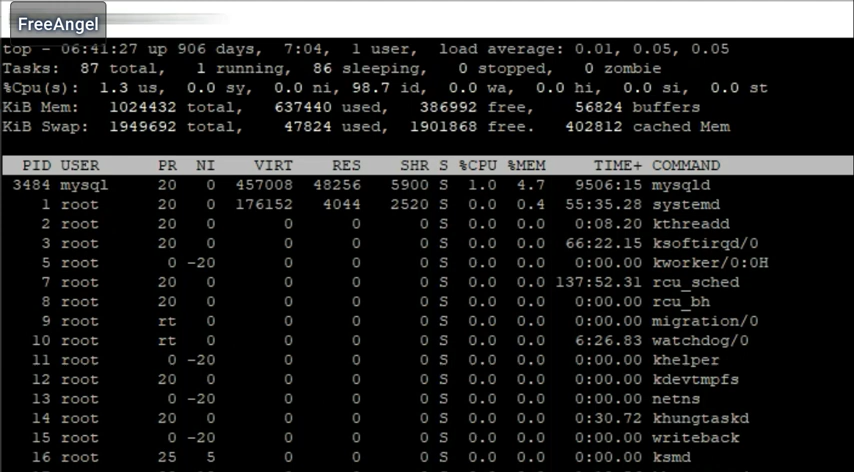 FreeAngel
top - 06:41:27 up 906 days,  7:04,  1 user,  load average: 0.01, 0.05, 0.05
Tasks:  87 total,   1 running,  86 sleeping,   0 stopped,   0 zombie
%Cpu(s):  1.3 us,  0.0 sy,  0.0 ni, 98.7 id,  0.0 wa,  0.0 hi,  0.0 si,  0.0 st
KiB Mem:   1024432 total,   637440 used,   386992 free,    56824 buffers
KiB Swap:  1949692 total,    47824 used,  1901868 free.   402812 cached Mem
PID USER      PR  NI    VIRT    RES    SHR S %CPU %MEM     TIME+ COMMAND
3484 mysql     20   0  457008  48256   5900 S  1.0  4.7   9506:15 mysqld
1 root      20   0  176152   4044   2520 S  0.0  0.4  55:35.28 systemd
2 root      20   0       0      0      0 S  0.0  0.0   0:08.20 kthreadd
3 root      20   0       0      0      0 S  0.0  0.0  66:22.15 ksoftirqd/0
5 root       0 -20       0      0      0 S  0.0  0.0   0:00.00 kworker/0:0H
7 root      20   0       0      0      0 S  0.0  0.0 137:52.31 rcu_sched
8 root      20   0       0      0      0 S  0.0  0.0   0:00.00 rcu_bh
9 root      rt   0       0      0      0 S  0.0  0.0   0:00.00 migration/0
10 root      rt   0       0      0      0 S  0.0  0.0   6:26.83 watchdog/0
11 root       0 -20       0      0      0 S  0.0  0.0   0:00.00 khelper
12 root      20   0       0      0      0 S  0.0  0.0   0:00.00 kdevtmpfs
13 root       0 -20       0      0      0 S  0.0  0.0   0:00.00 netns
14 root      20   0       0      0      0 S  0.0  0.0   0:30.72 khungtaskd
15 root       0 -20       0      0      0 S  0.0  0.0   0:00.00 writeback
16 root      25   5       0      0      0 S  0.0  0.0   0:00.00 ksmd